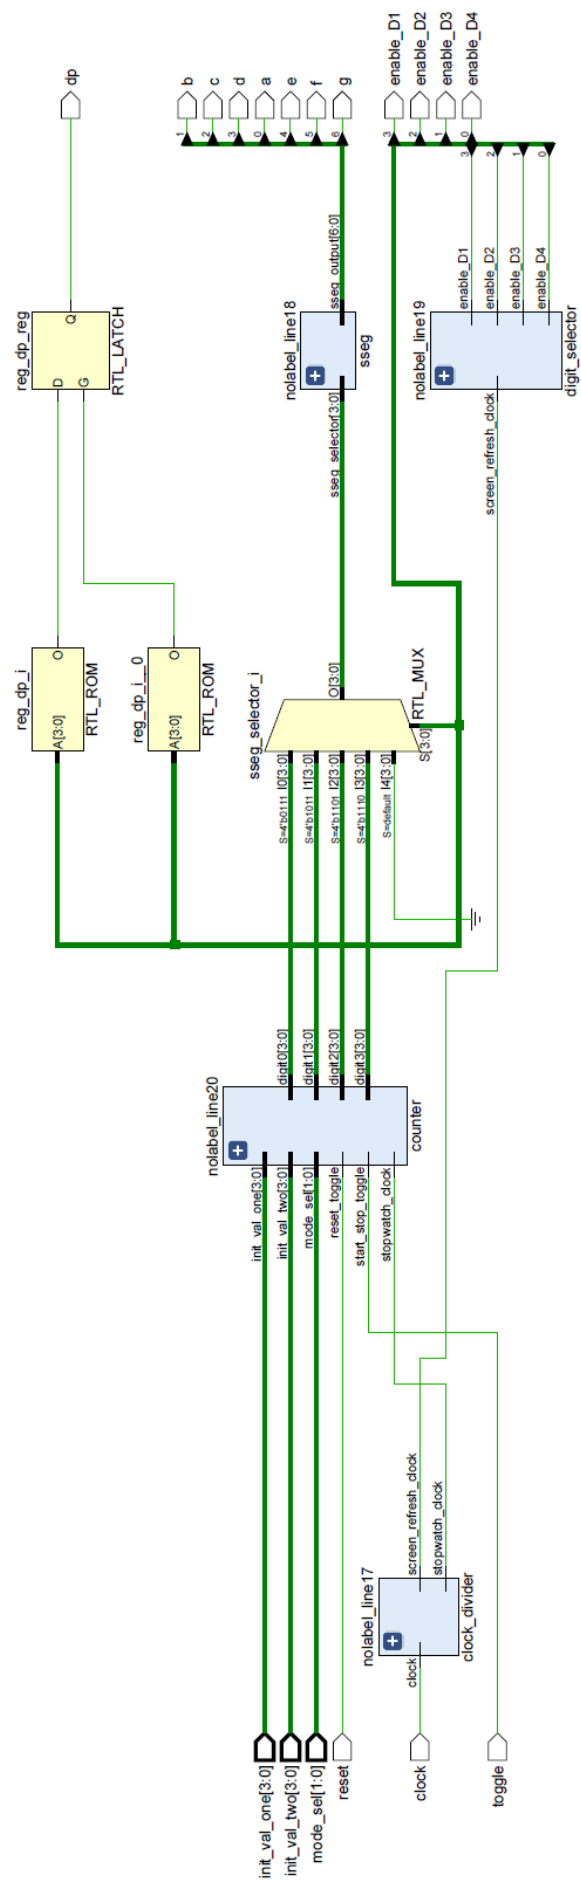 init_val_one[3:0]
init_val_two[3:0]
mode_sel[1:0]
reset
clock
toggle
nolabel_line17
clock
screen_refresh_clock
stopwatch_clock
clock_divider
nolabel_line20
init_val_one[3:0]
init_val_two[3:0]
mode_sel[1:0]
reset_toggle
start_stop_toggle
stopwatch_clock
digit0[3:0]
digit1[3:0]
digit2[3:0]
digit3[3:0]
counter
reg_dp_i
A[3:0]
O
RTL_ROM
reg_dp_i__0
A[3:0]
O
RTL_ROM
sseg_selector_i
S=4'b0111 I0[3:0]
S=4'b1011 I1[3:0]
S=4'b1101 I2[3:0]
S=4'b1110 I3[3:0]
S=default I4[3:0]
O[3:0]
S[3:0]
RTL_MUX
reg_dp_reg
D
G
Q
RTL_LATCH
nolabel_line18
sseg_selector[3:0]
sseg_output[6:0]
sseg
nolabel_line19
screen_refresh_clock
enable_D1
enable_D2
enable_D3
enable_D4
digit_selector
dp
1 b
2 c
3 d
0 a
4 e
5 f
6 g
3 enable_D1
2 enable_D2
1 enable_D3
0 enable_D4
3
2
1
0